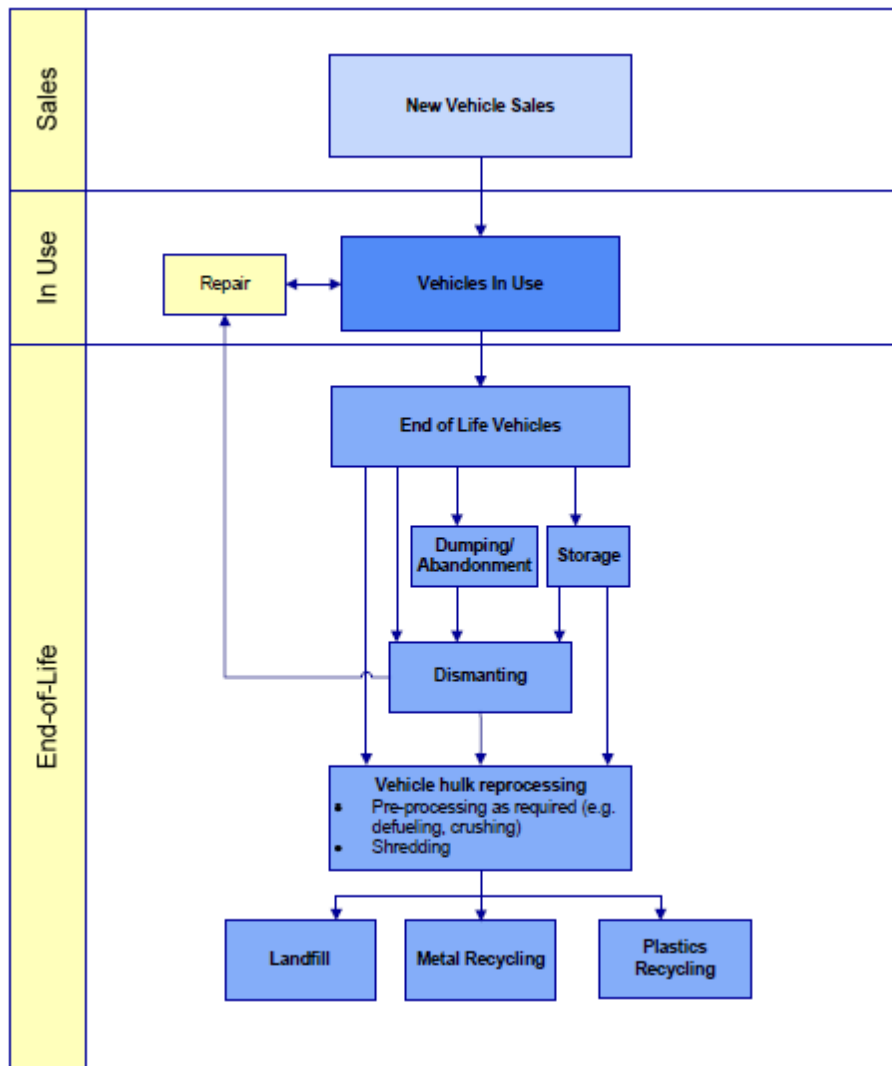 Sales
New Vehicle Sales
In Use
Repair
Vehicles In Use
End-of-Life
End of Life Vehicles
Dumping/
Abandonment
Storage
Dismanting
Vehicle hulk reprocessing
• Pre-processing as required (e.g.
defueling, crushing)
• Shredding
Landfill
Metal Recycling
Plastics
Recycling